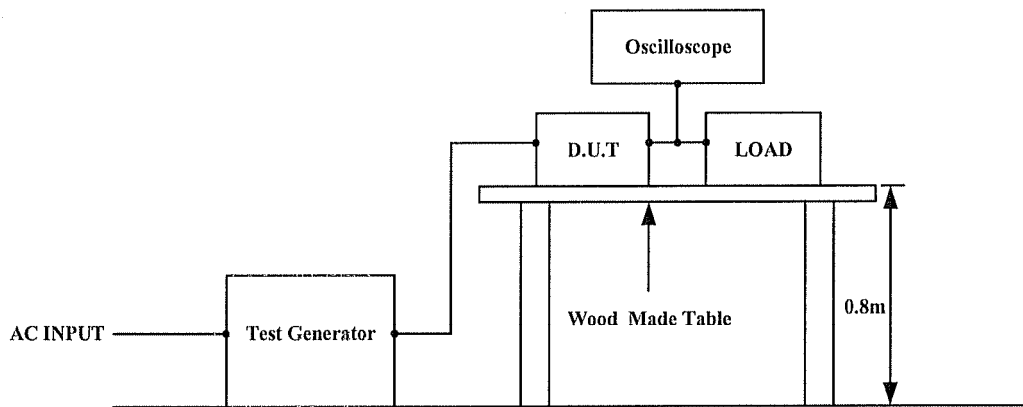 Oscilloscope
D.U.T
LOAD
0.8m
Wood Made Table
AC INPUT
Test Generator